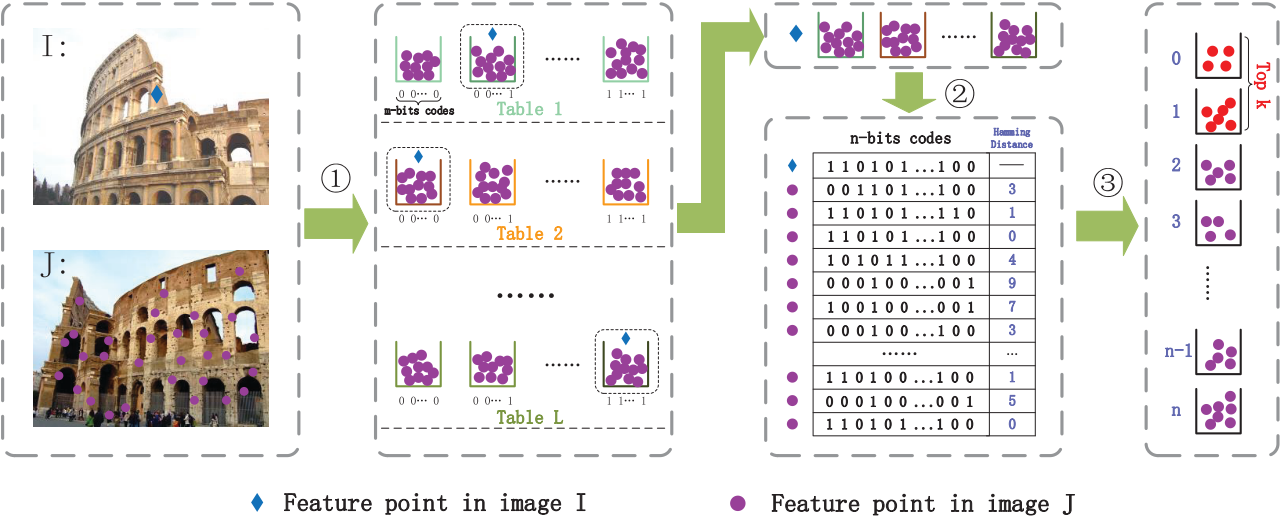 I:
J:
①
0 0⋯ 0
0 0⋯ 1
······
1 1⋯ 1
m-bits codes
Table 1
0 0⋯ 0
0 0⋯ 1
······
1 1⋯ 1
Table 2
······
0 0⋯ 0
0 0⋯ 1
······
1 1⋯ 1
Table L
······
②
n-bits codes
Hamming
Distance
1 1 0 1 0 1 ... 1 0 0 —
0 0 1 1 0 1 ... 1 0 0 3
1 1 0 1 0 1 ... 1 1 0 1
1 1 0 1 0 1 ... 1 0 0 0
1 0 1 0 1 1 ... 1 0 0 4
0 0 0 1 0 0 ... 0 0 1 9
1 0 0 1 0 0 ... 0 0 1 7
0 0 0 1 0 0 ... 1 0 0 3
······ ...
1 1 0 1 0 0 ... 1 0 0 1
0 0 0 1 0 0 ... 0 0 1 5
1 1 0 1 0 1 ... 1 0 0 0
③
0
1
Top k
2
3
······
n-1
n
Feature point in image I
Feature point in image J